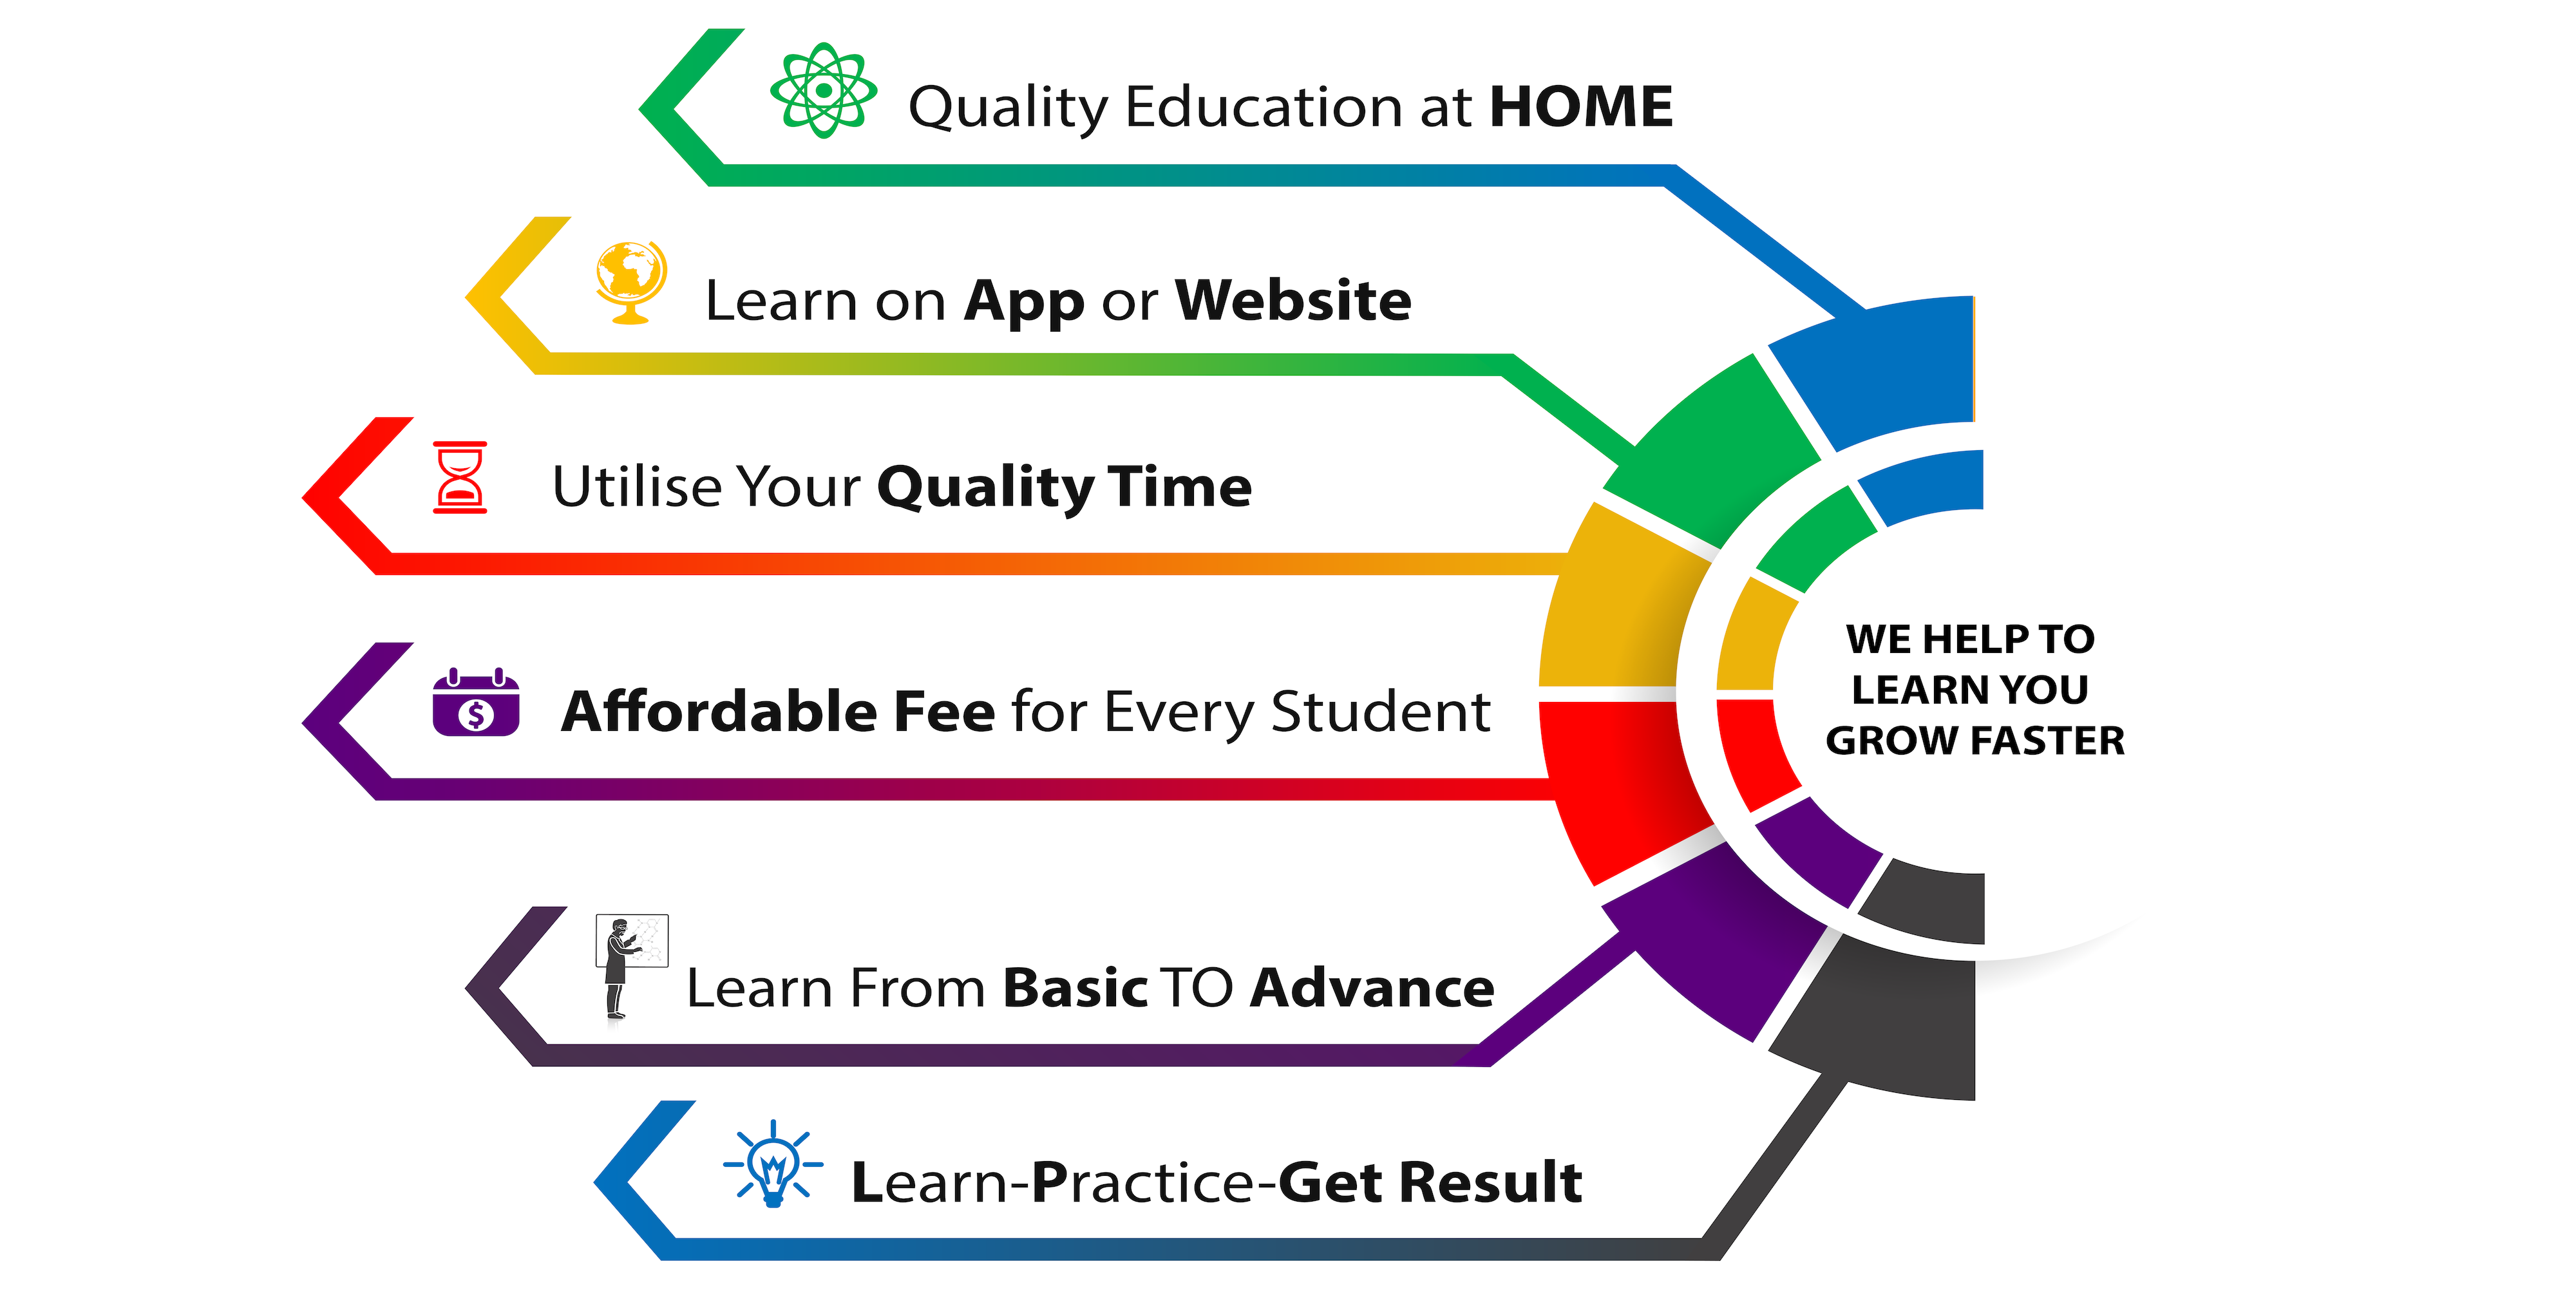 Quality Education at HOME
Learn on App or Website
Utilise Your Quality Time
Affordable Fee for Every Student
Learn From Basic TO Advance
Learn-Practice-Get Result
WE HELP TO
LEARN YOU
GROW FASTER